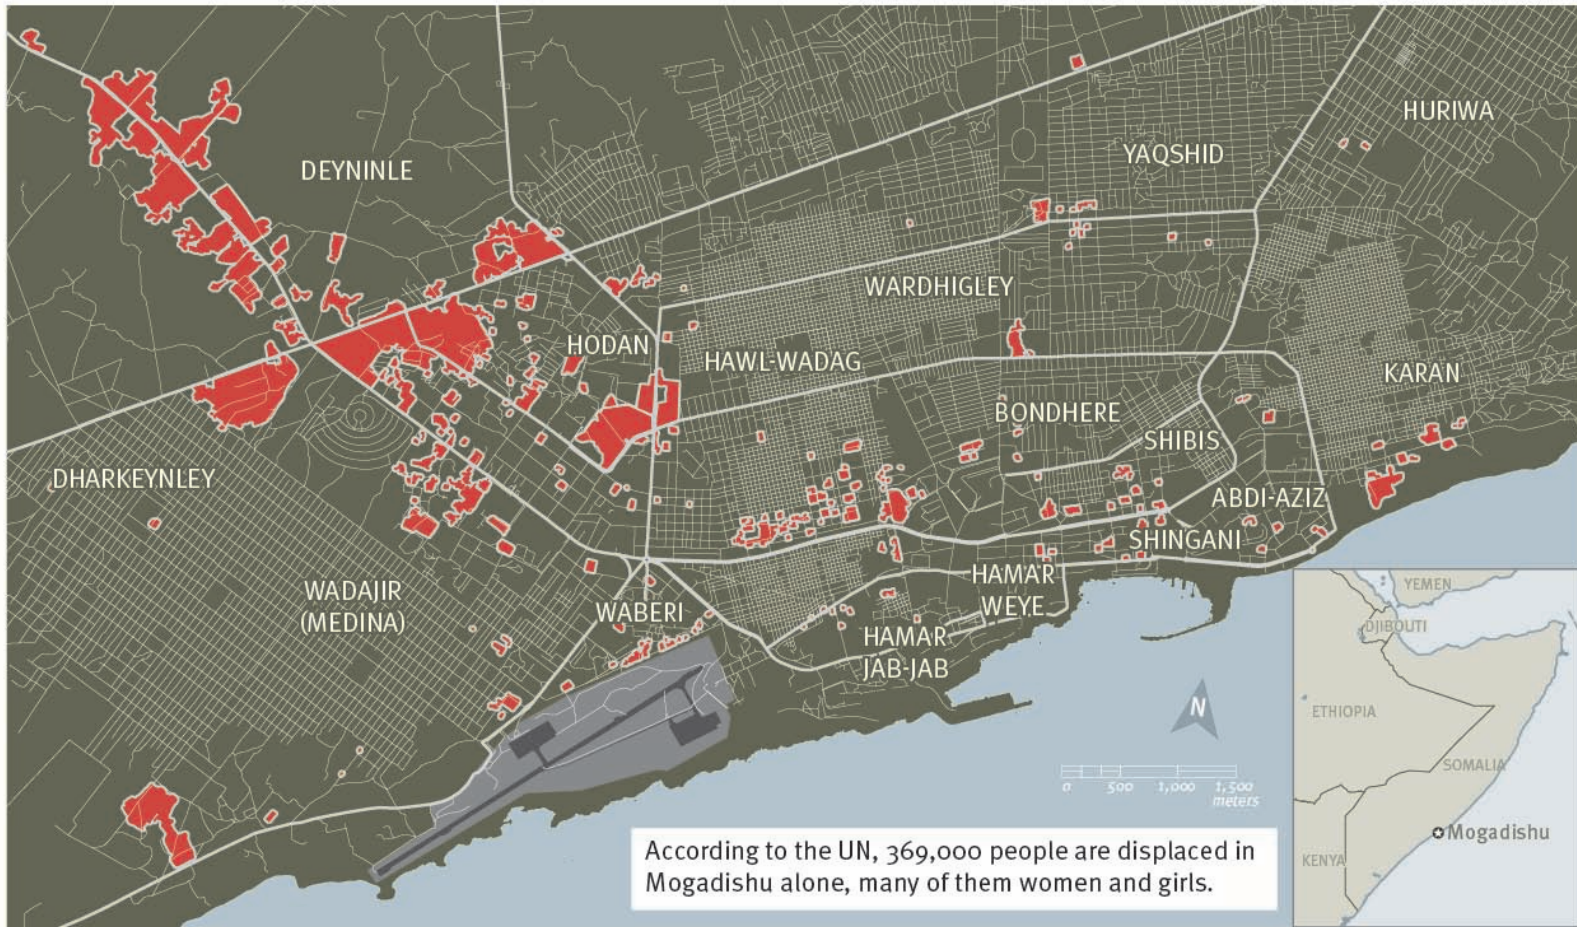 HURIWA
YAQSHID
DEYNINLE
WARDHIGLEY
HODAN
HAWL-WADAG
KARAN
BONDHERE
SHIBIS
DHARKEYNLEY
ABDI-AZIZ
SHINGANI
WADAJIR
(MEDINA)
WABERI
HAMAR
WEYE
HAMAR
JAB-JAB
N
0 500 1,000 1,500
meters
According to the UN, 369,000 people are displaced in
Mogadishu alone, many of them women and girls.
YEMEN
DJIBOUTI
ETHIOPIA
SOMALIA
Mogadishu
KENYA